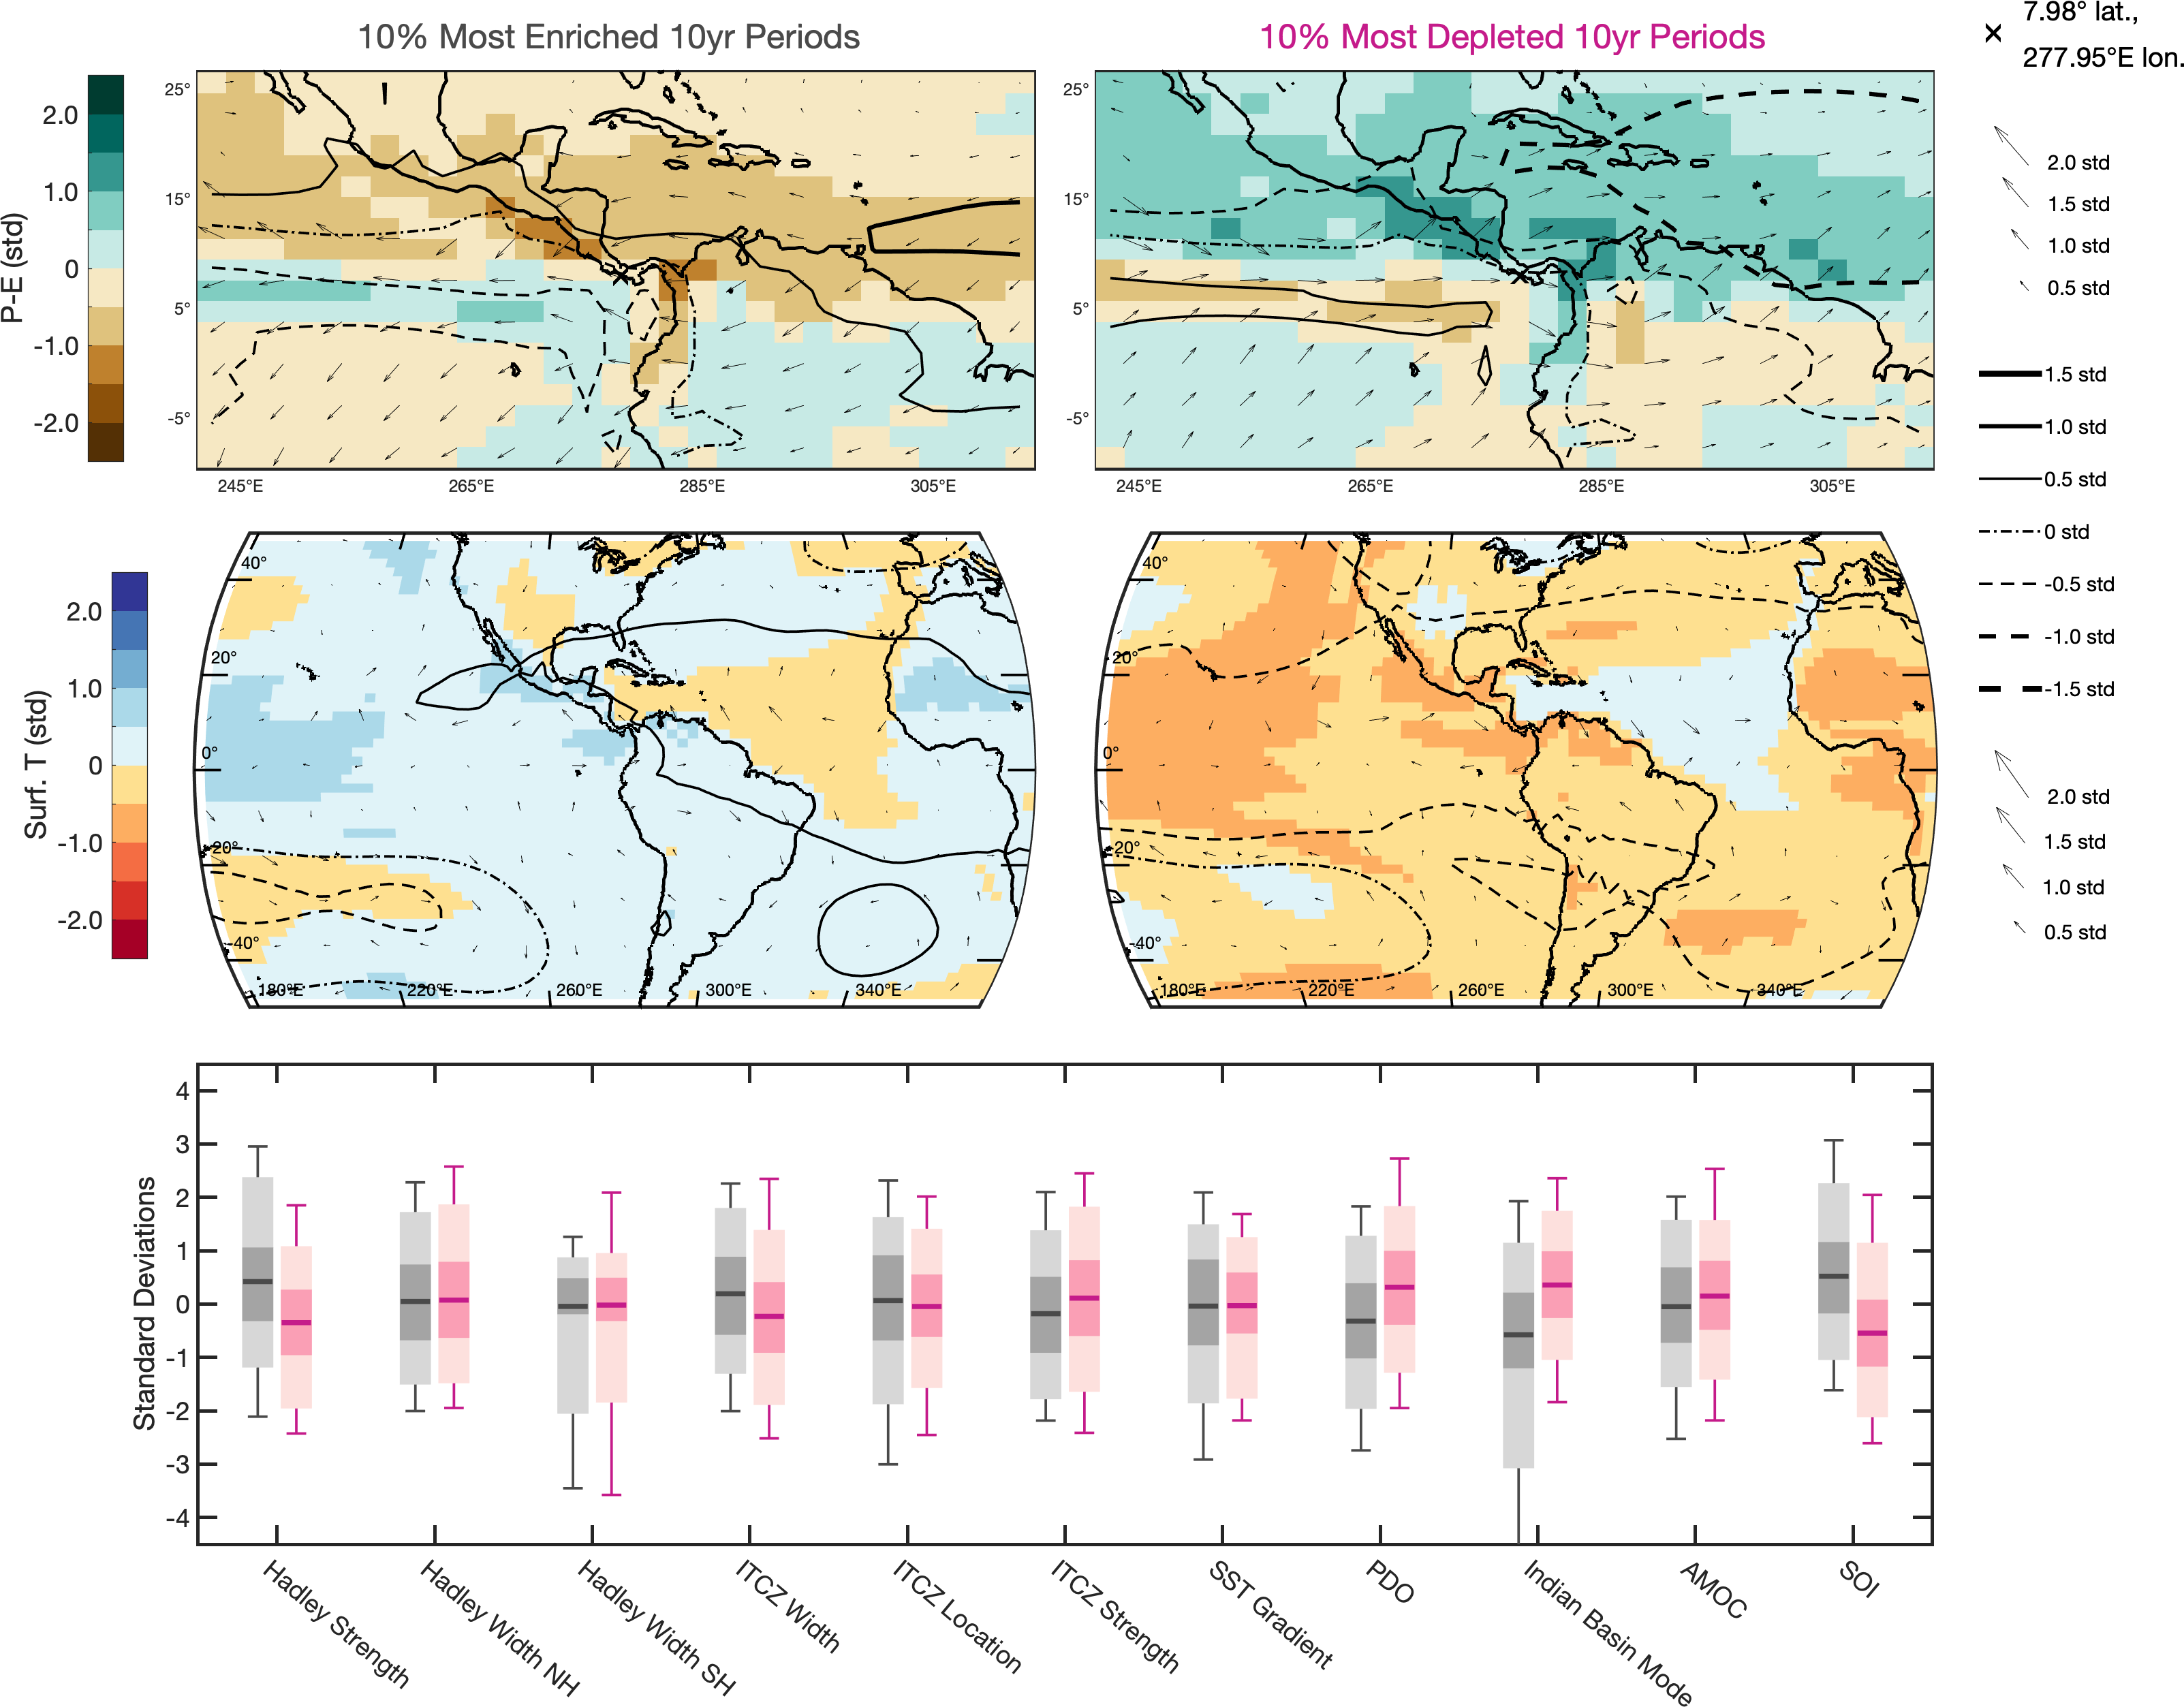 10% Most Enriched 10yr Periods
10% Most Depleted 10yr Periods
7.98° lat.,
277.95°E lon.
P-E (std)
2.0
1.0
0
-1.0
-2.0
25°
15°
5°
-5°
245°E
265°E
285°E
305°E
25°
15°
5°
-5°
245°E
265°E
285°E
305°E
2.0 std
1.5 std
1.0 std
0.5 std
1.5 std
1.0 std
0.5 std
0 std
-0.5 std
-1.0 std
-1.5 std
Surf. T (std)
2.0
1.0
0
-1.0
-2.0
40°
20°
0°
-20°
-40°
180°E
220°E
260°E
300°E
340°E
40°
20°
0°
-20°
-40°
180°E
220°E
260°E
300°E
340°E
2.0 std
1.5 std
1.0 std
0.5 std
Standard Deviations
4
3
2
1
0
-1
-2
-3
-4
Hadley Strength
Hadley Width NH
Hadley Width SH
ITCZ Width
ITCZ Location
ITCZ Strength
SST Gradient
PDO
Indian Basin Mode
AMOC
SOI